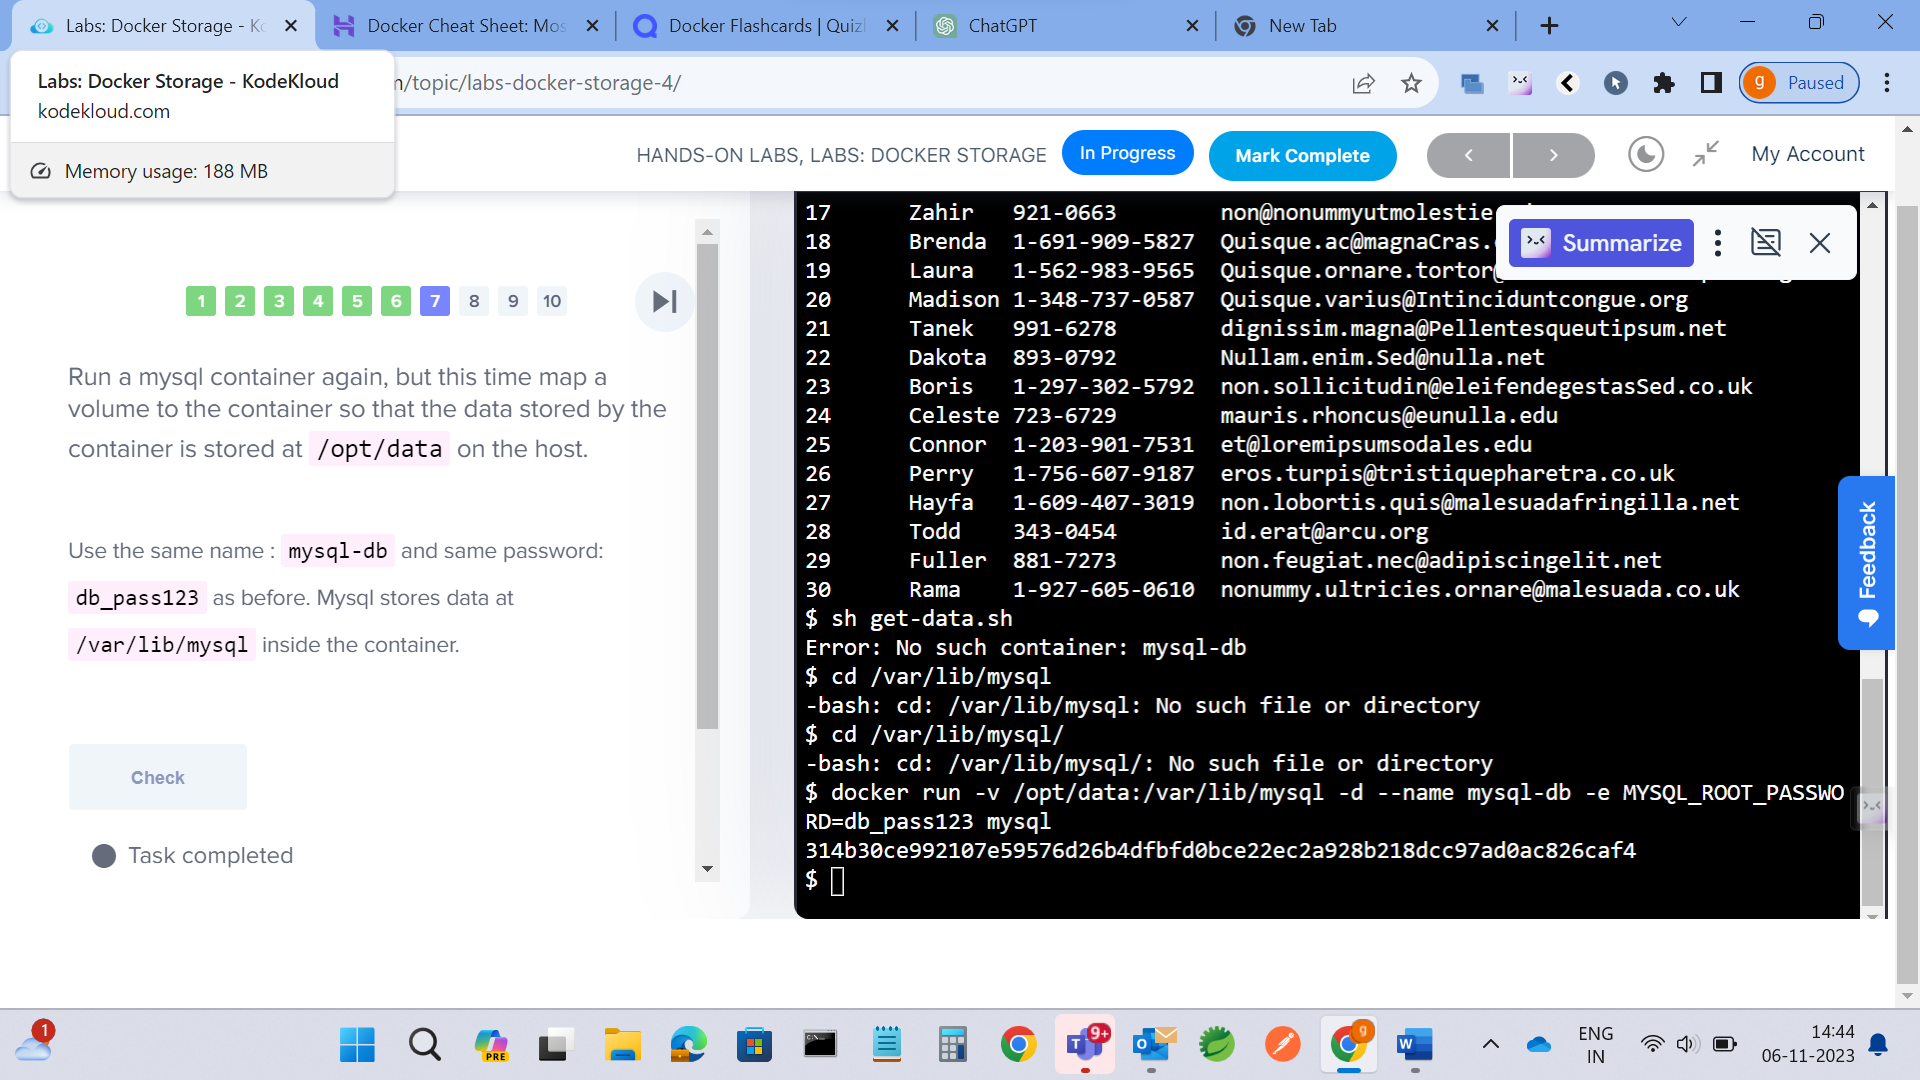 Labs: Docker Storage - Ko
Docker Cheat Sheet: Mos
Docker Flashcards | Quizl
ChatGPT
New Tab
Labs: Docker Storage - KodeKloud
kodekloud.com
Memory usage: 188 MB
/topic/labs-docker-storage-4/
g Paused
HANDS-ON LABS, LABS: DOCKER STORAGE
In Progress
Mark Complete
My Account
1 2 3 4 5 6 7 8 9 10
Run a mysql container again, but this time map a
volume to the container so that the data stored by the
container is stored at /opt/data on the host.
Use the same name : mysql-db and same password:
db_pass123 as before. Mysql stores data at
/var/lib/mysql inside the container.
Check
Task completed
Summarize
17 Zahir 921-0663 non@nonummyutmolestie
18 Brenda 1-691-909-5827 Quisque.ac@magnaCras.
19 Laura 1-562-983-9565 Quisque.ornare.tortor@
20 Madison 1-348-737-0587 Quisque.varius@Intinciduntcongue.org
21 Tanek 991-6278 dignissim.magna@Pellentesqueutipsum.net
22 Dakota 893-0792 Nullam.enim.Sed@nulla.net
23 Boris 1-297-302-5792 non.sollicitudin@eleifendegestasSed.co.uk
24 Celeste 723-6729 mauris.rhoncus@eunulla.edu
25 Connor 1-203-901-7531 et@loremipsumsodales.edu
26 Perry 1-756-607-9187 eros.turpis@tristiquepharetra.co.uk
27 Hayfa 1-609-407-3019 non.lobortis.quis@malesuadafringilla.net
28 Todd 343-0454 id.erat@arcu.org
29 Fuller 881-7273 non.feugiat.nec@adipiscingelit.net
30 Rama 1-927-605-0610 nonummy.ultricies.ornare@malesuada.co.uk
$ sh get-data.sh
Error: No such container: mysql-db
$ cd /var/lib/mysql
-bash: cd: /var/lib/mysql: No such file or directory
$ cd /var/lib/mysql/
-bash: cd: /var/lib/mysql/: No such file or directory
$ docker run -v /opt/data:/var/lib/mysql -d --name mysql-db -e MYSQL_ROOT_PASSWO
RD=db_pass123 mysql
314b30ce992107e59576d26b4dfbfd0bce22ec2a928b218dcc97ad0ac826caf4
$
Feedback
1
PRE
9+
g
ENG
IN
14:44
06-11-2023